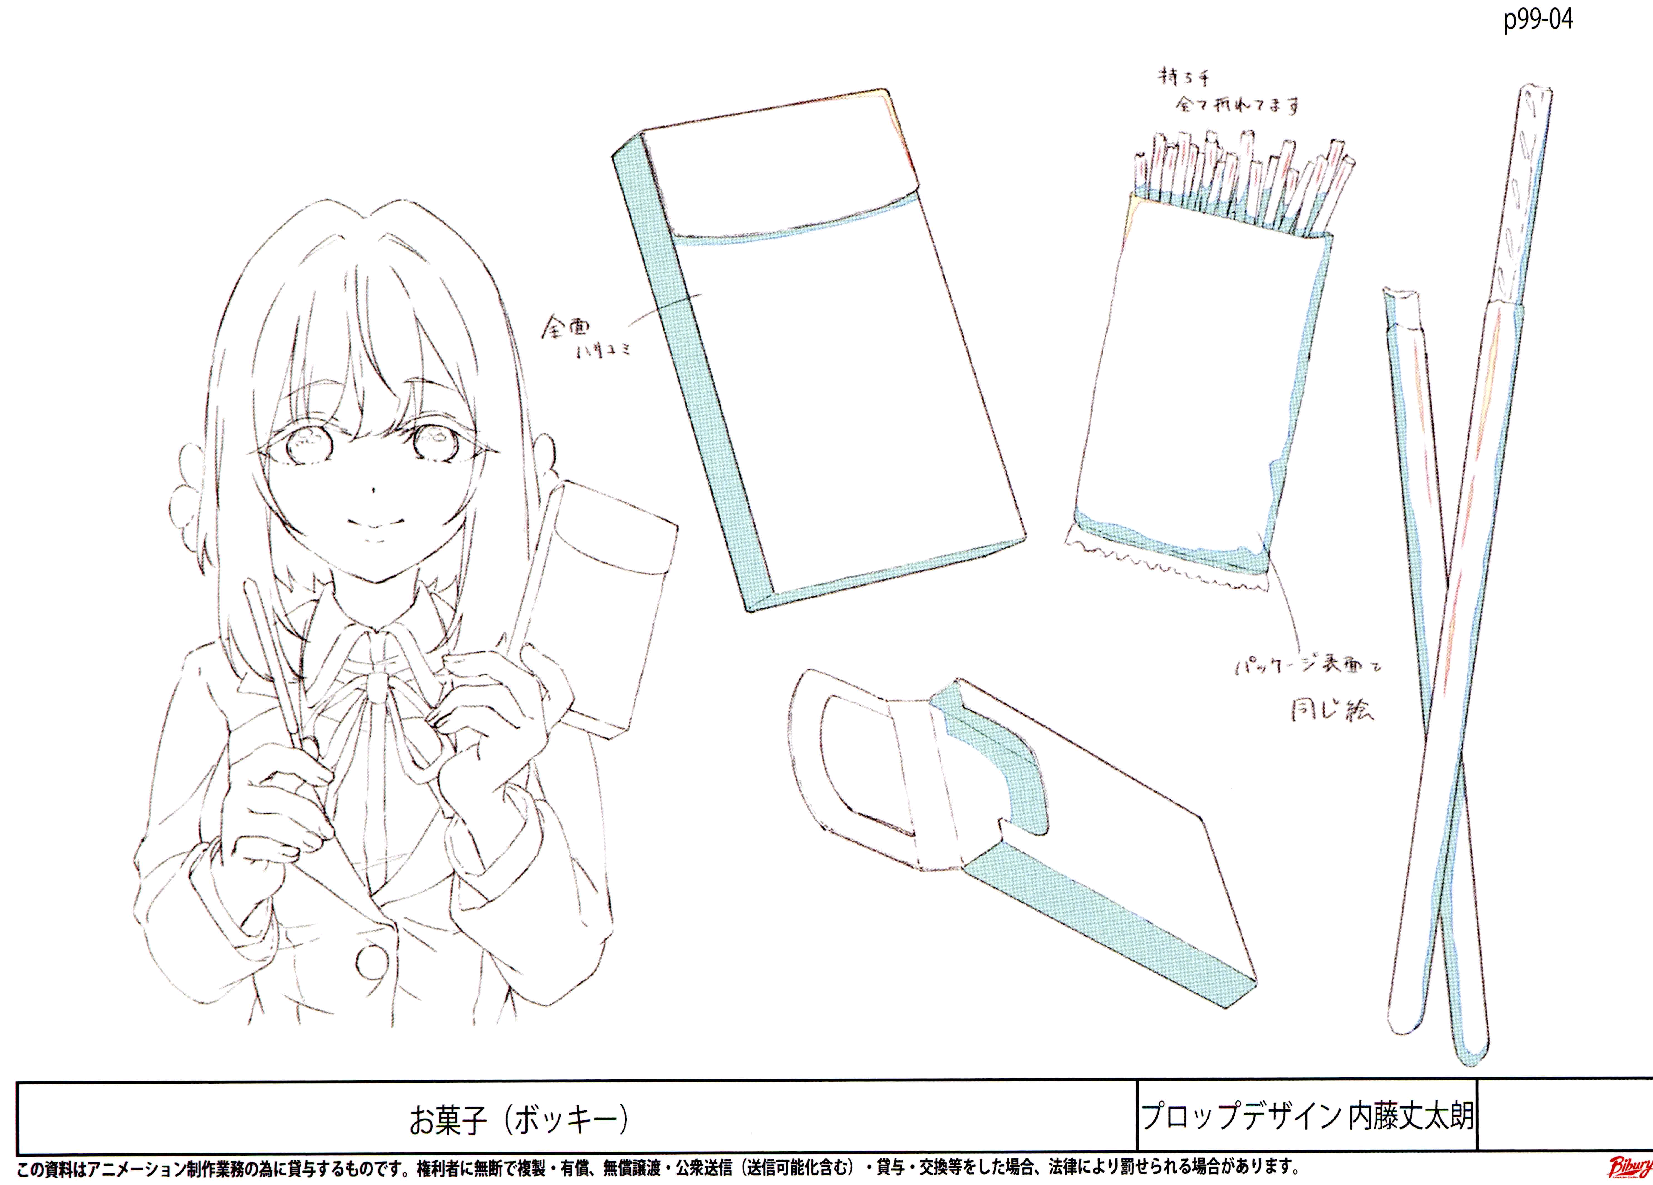 p99-04
持ち手
全て折れてます
全面
ハリコミ
パッケージ表面と
同じ絵
お菓子（ボッキー）
プロップデザイン 内藤丈太朗
この資料はアニメーション制作業務の為に貸与するものです。権利者に無断で複製・有償、無償譲渡・公衆送信（送信可能化含む）・貸与・交換等をした場合、法律により罰せられる場合があります。
Bibury